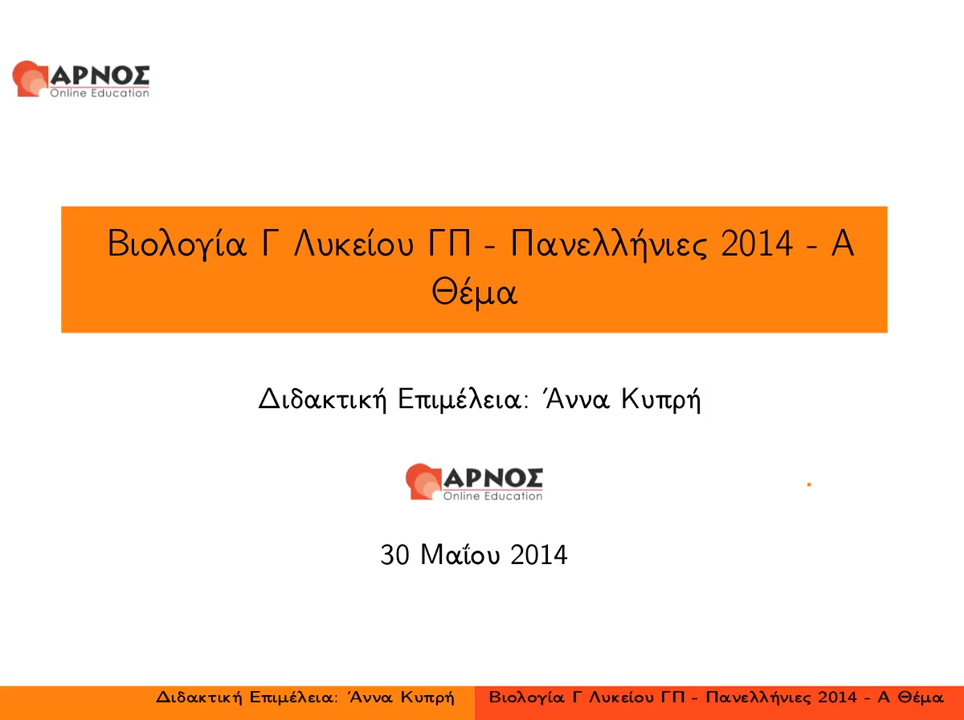 ΑΡΝΟΣ
Online Education
Βιολογία Γ Λυκείου ΓΠ - Πανελλήνιες 2014 - Α
Θέμα
Διδακτική Επιμέλεια: Άννα Κυπρή
ΑΡΝΟΣ
Online Education
30 Μαΐου 2014
Διδακτική Επιμέλεια: Άννα Κυπρή
Βιολογία Γ Λυκείου ΓΠ - Πανελλήνιες 2014 - Α Θέμα